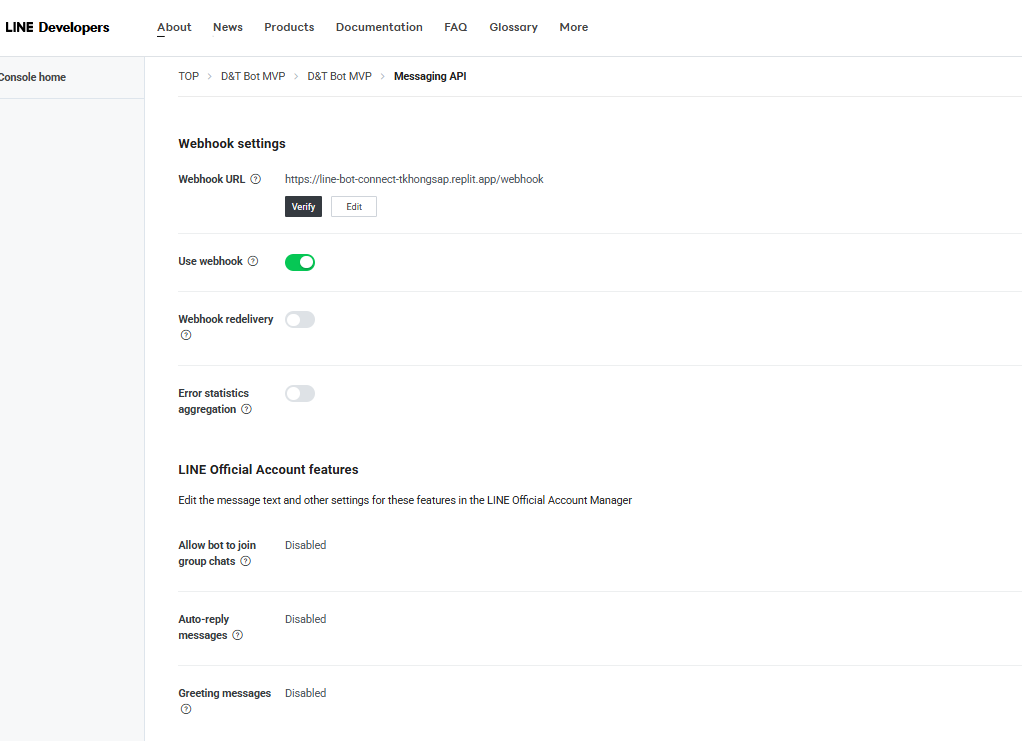 LINE Developers About News Products Documentation FAQ Glossary More
Console home
TOP > D&T Bot MVP > D&T Bot MVP > Messaging API
Webhook settings
Webhook URL ? https://line-bot-connect-tkhongsap.replit.app/webhook
Verify Edit
Use webhook ?
Webhook redelivery
?
Error statistics
aggregation ?
LINE Official Account features
Edit the message text and other settings for these features in the LINE Official Account Manager
Allow bot to join Disabled
group chats ?
Auto-reply Disabled
messages ?
Greeting messages Disabled
?